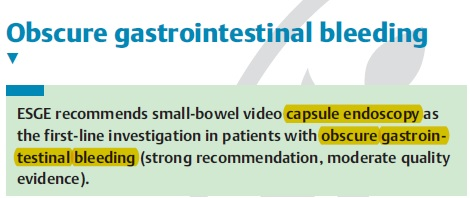 Obscure gastrointestinal bleeding
ESGE recommends small-bowel video capsule endoscopy as
the first-line investigation in patients with obscure gastroin-
testinal bleeding (strong recommendation, moderate quality
evidence).